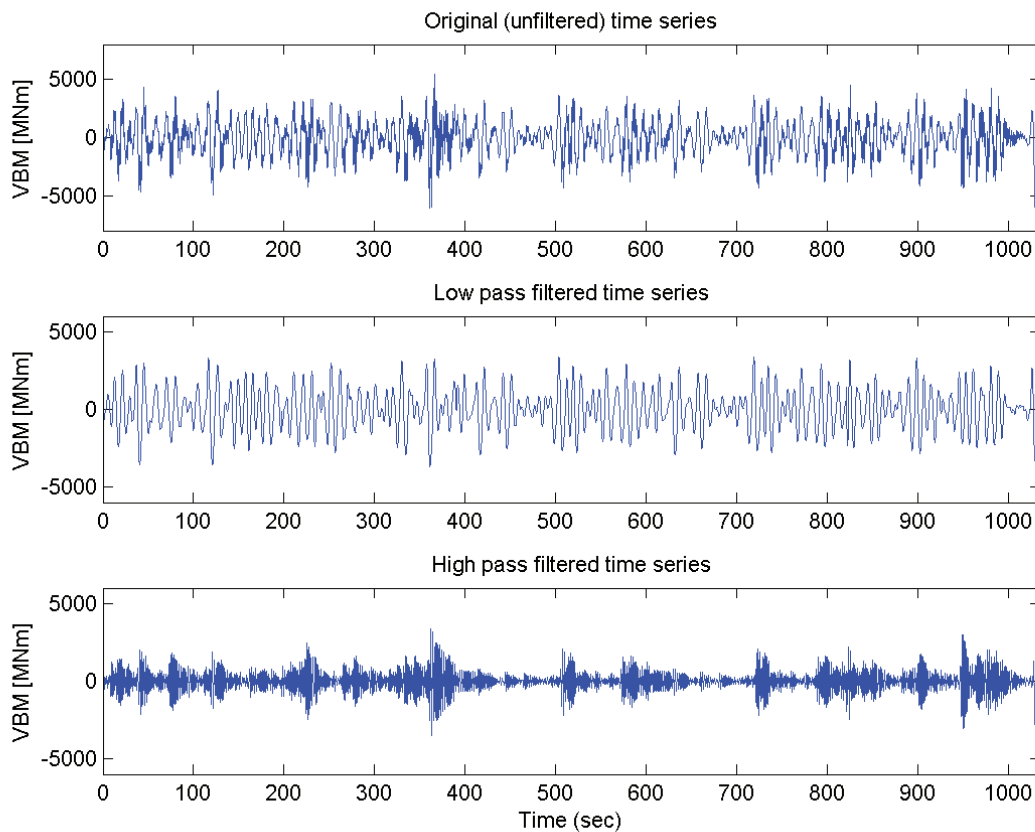 Original (unfiltered) time series
VBM [MNm]
5000
0
-5000
0 100 200 300 400 500 600 700 800 900 1000
Low pass filtered time series
VBM [MNm]
5000
0
-5000
0 100 200 300 400 500 600 700 800 900 1000
High pass filtered time series
VBM [MNm]
5000
0
-5000
0 100 200 300 400 500 600 700 800 900 1000
Time (sec)